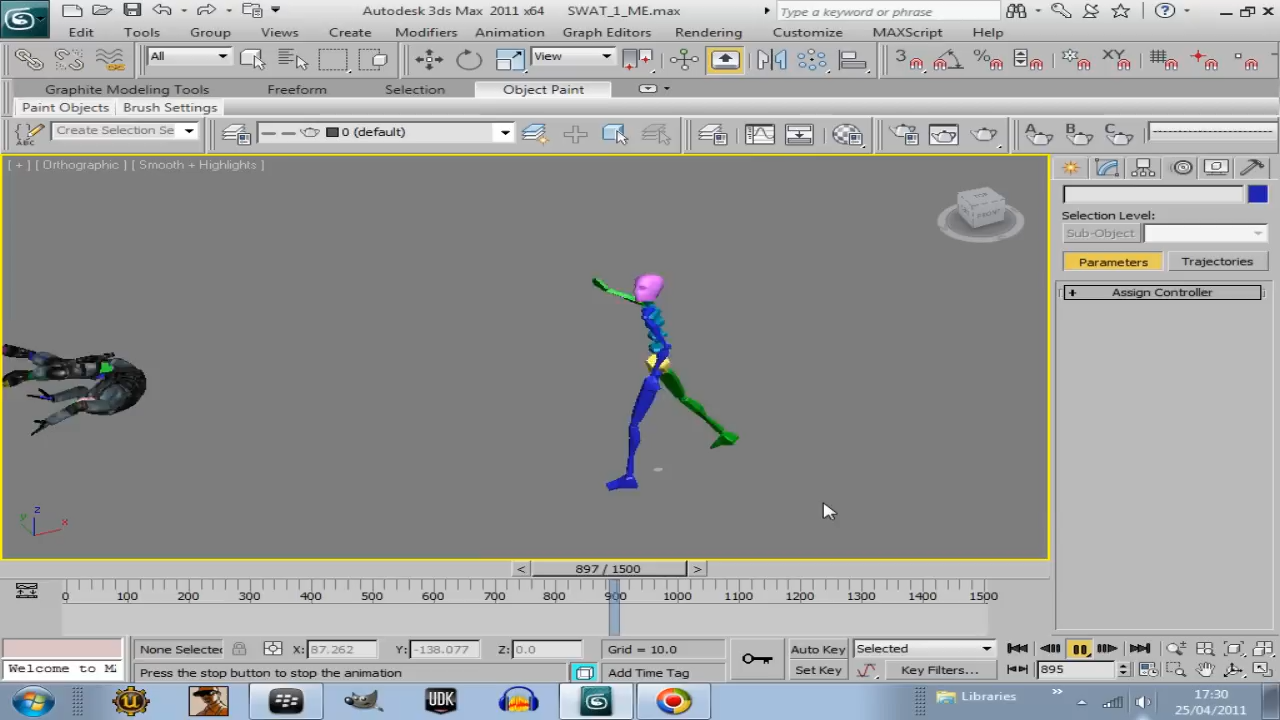 Autodesk 3ds Max 2011 x64 SWAT_1_ME.max
Type a keyword or phrase
Edit Tools Group Views Create Modifiers Animation Graph Editors Rendering Customize MAXScript Help
All View 3
Graphite Modeling Tools Freeform Selection Object Paint
Paint Objects Brush Settings
Create Selection Se 0 (default)
[ + ] [ Orthographic ] [ Smooth + Highlights ]
TOP
FRONT
Selection Level:
Sub-Object
Parameters Trajectories
+ Assign Controller
z
y x
< 897 / 1500 >
0 100 200 300 400 500 600 700 800 900 1000 1100 1200 1300 1400 1500
None Selected X: 87.262 Y: -138.077 Z: 0.0 Grid = 10.0 Auto Key Selected
Welcome to MA Press the stop button to stop the animation Add Time Tag Set Key Key Filters... 895
UDK Libraries » 17:30
25/04/2011